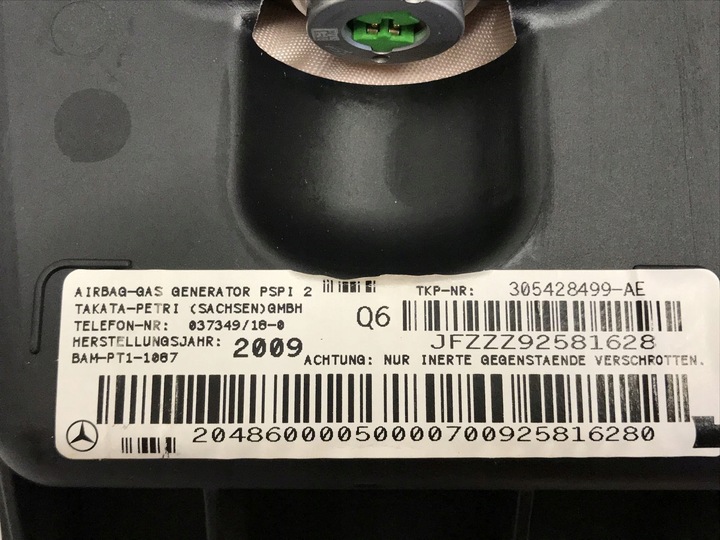 AIRBAG-GAS GENERATOR PSPI 2
TKP-NR: 305428499-AE
TAKATA-PETRI (SACHSEN)GMBH
Q6
TELEFON-NR: 037349/18-0
JFZZZ92581628
HERSTELLUNGSJAHR: 2009
BAM-PT1-1087
ACHTUNG: NUR INERTE GEGENSTAENDE VERSCHROTTEN.
20486000050000700925816280